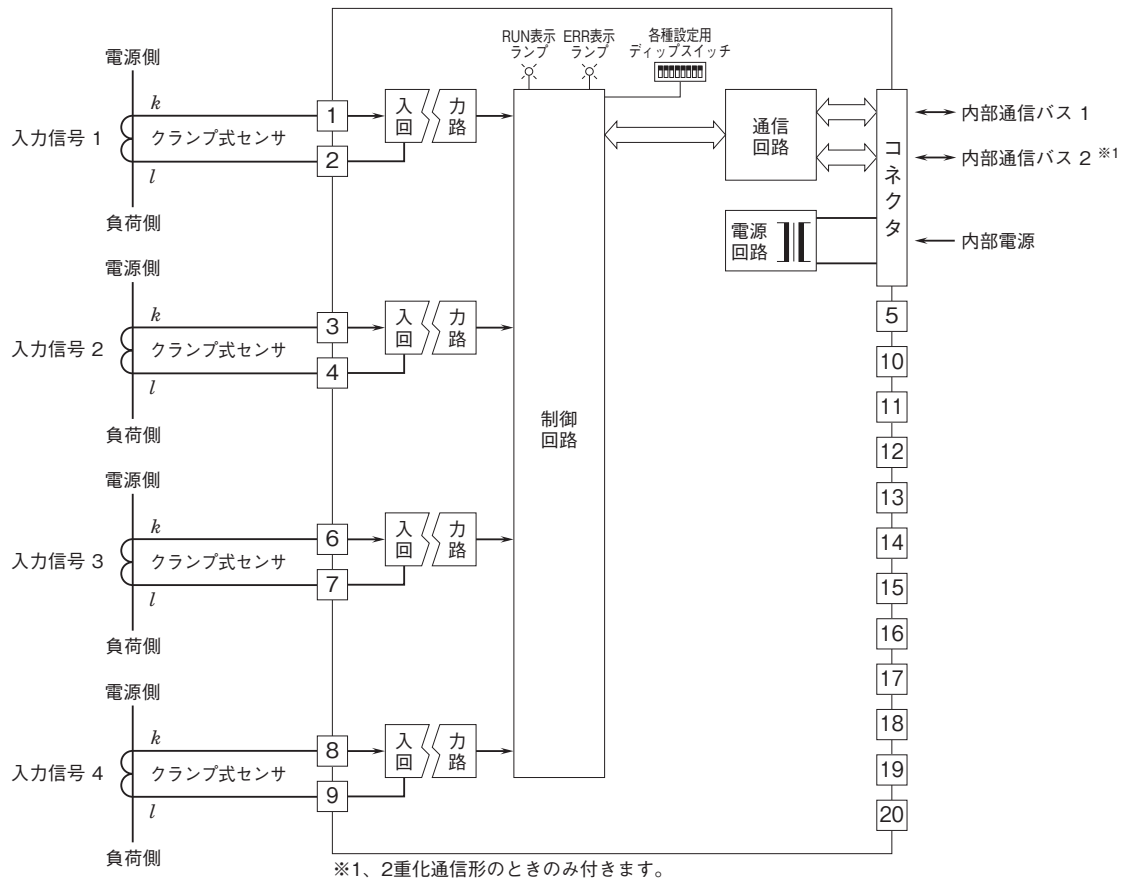 RUN表示
ランプ
ERR表示
ランプ
各種設定用
ディップスイッチ
電源側
入力信号 1
k
クランプ式センサ
l
負荷側
1
2
入
回
力
路
電源側
入力信号 2
k
クランプ式センサ
l
負荷側
3
4
入
回
力
路
電源側
入力信号 3
k
クランプ式センサ
l
負荷側
6
7
入
回
力
路
電源側
入力信号 4
k
クランプ式センサ
l
負荷側
8
9
入
回
力
路
制御
回路
通信
回路
電源
回路
コネクタ
内部通信バス 1
内部通信バス 2 ※1
内部電源
5
10
11
12
13
14
15
16
17
18
19
20
※1、2重化通信形のときのみ付きます。